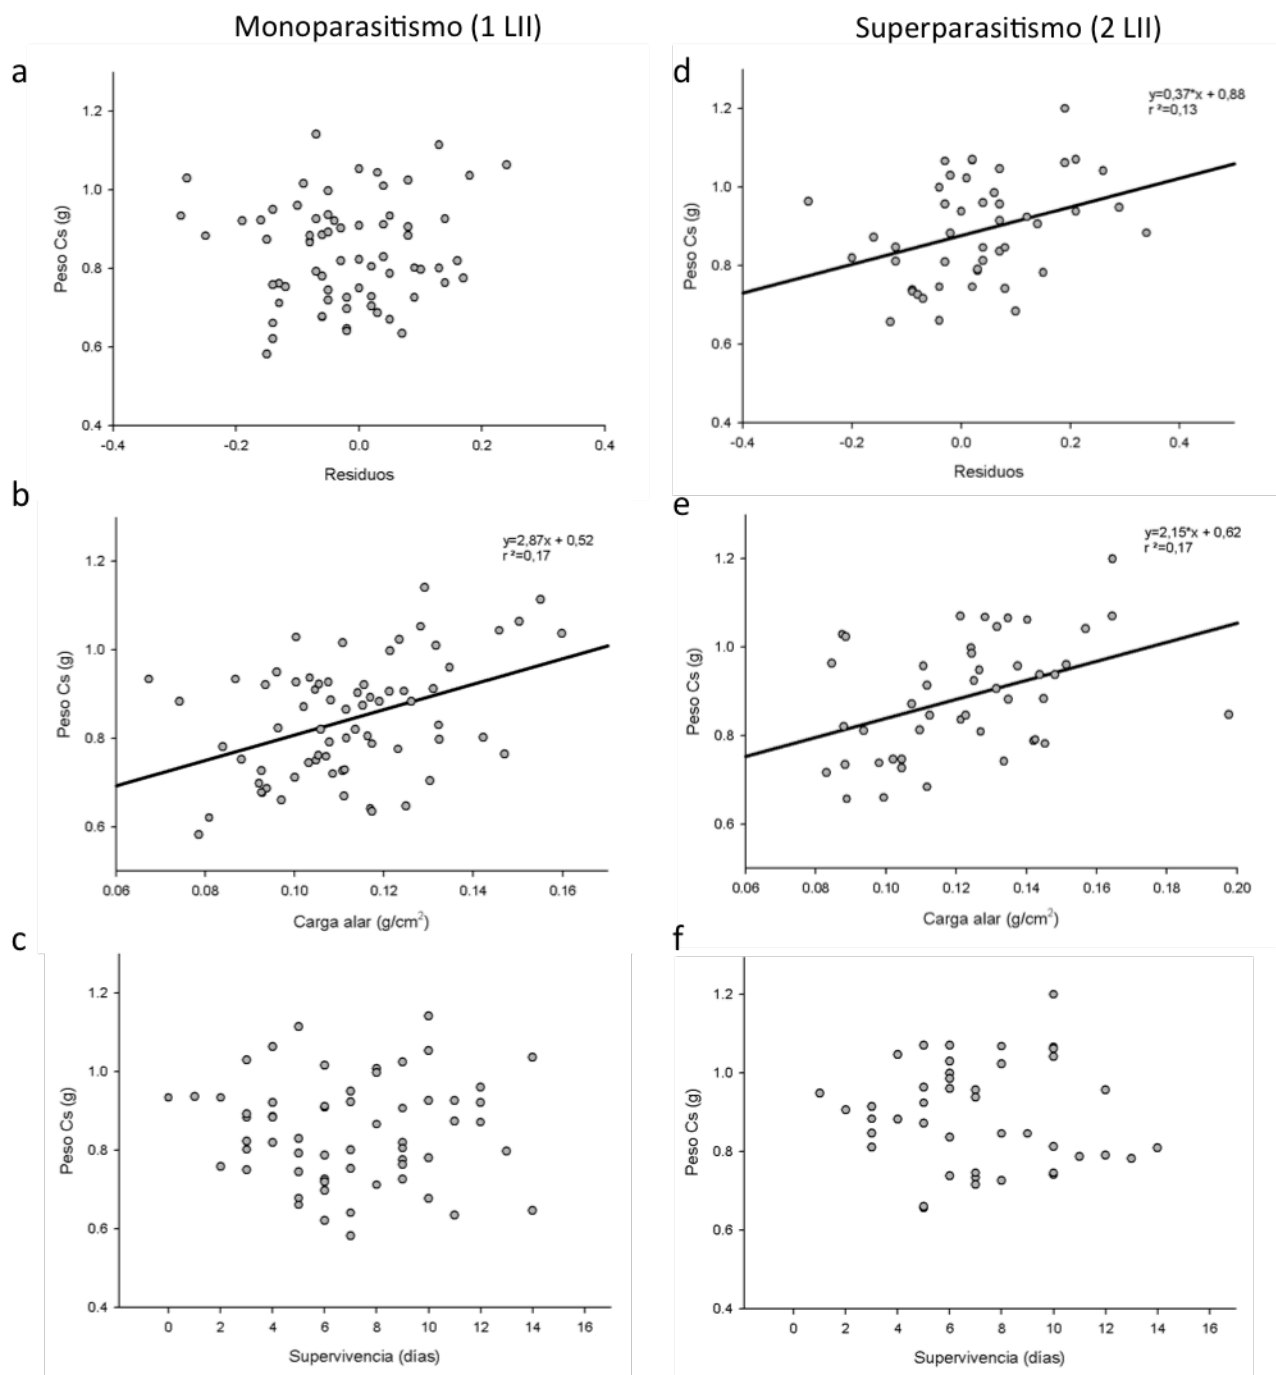 Monoparasitismo (1 LII)
Superparasitismo (2 LII)
a
1.2
1.0
0.8
0.6
0.4
Peso Cs (g)
-0.4 -0.2 0.0 0.2 0.4
Residuos
d
y=0,37*x + 0,88
r ²=0,13
1.2
1.0
0.8
0.6
0.4
Peso Cs (g)
-0.4 -0.2 0.0 0.2 0.4
Residuos
b
y=2,87x + 0,52
r ²=0,17
1.2
1.0
0.8
0.6
Peso Cs (g)
0.06 0.08 0.10 0.12 0.14 0.16
Carga alar (g/cm²)
e
y=2,15*x + 0,62
r ²=0,17
1.2
1.0
0.8
0.6
Peso Cs (g)
0.06 0.08 0.10 0.12 0.14 0.16 0.18 0.20
Carga alar (g/cm²)
c
1.2
1.0
0.8
0.6
0.4
Peso Cs (g)
0 2 4 6 8 10 12 14 16
Supervivencia (días)
f
1.2
1.0
0.8
0.6
0.4
Peso Cs (g)
0 2 4 6 8 10 12 14 16
Supervivencia (días)